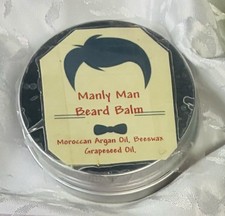 Manly Man
Beard Balm
Moroccan Argan Oil, Beeswax
Grapeseed Oil,